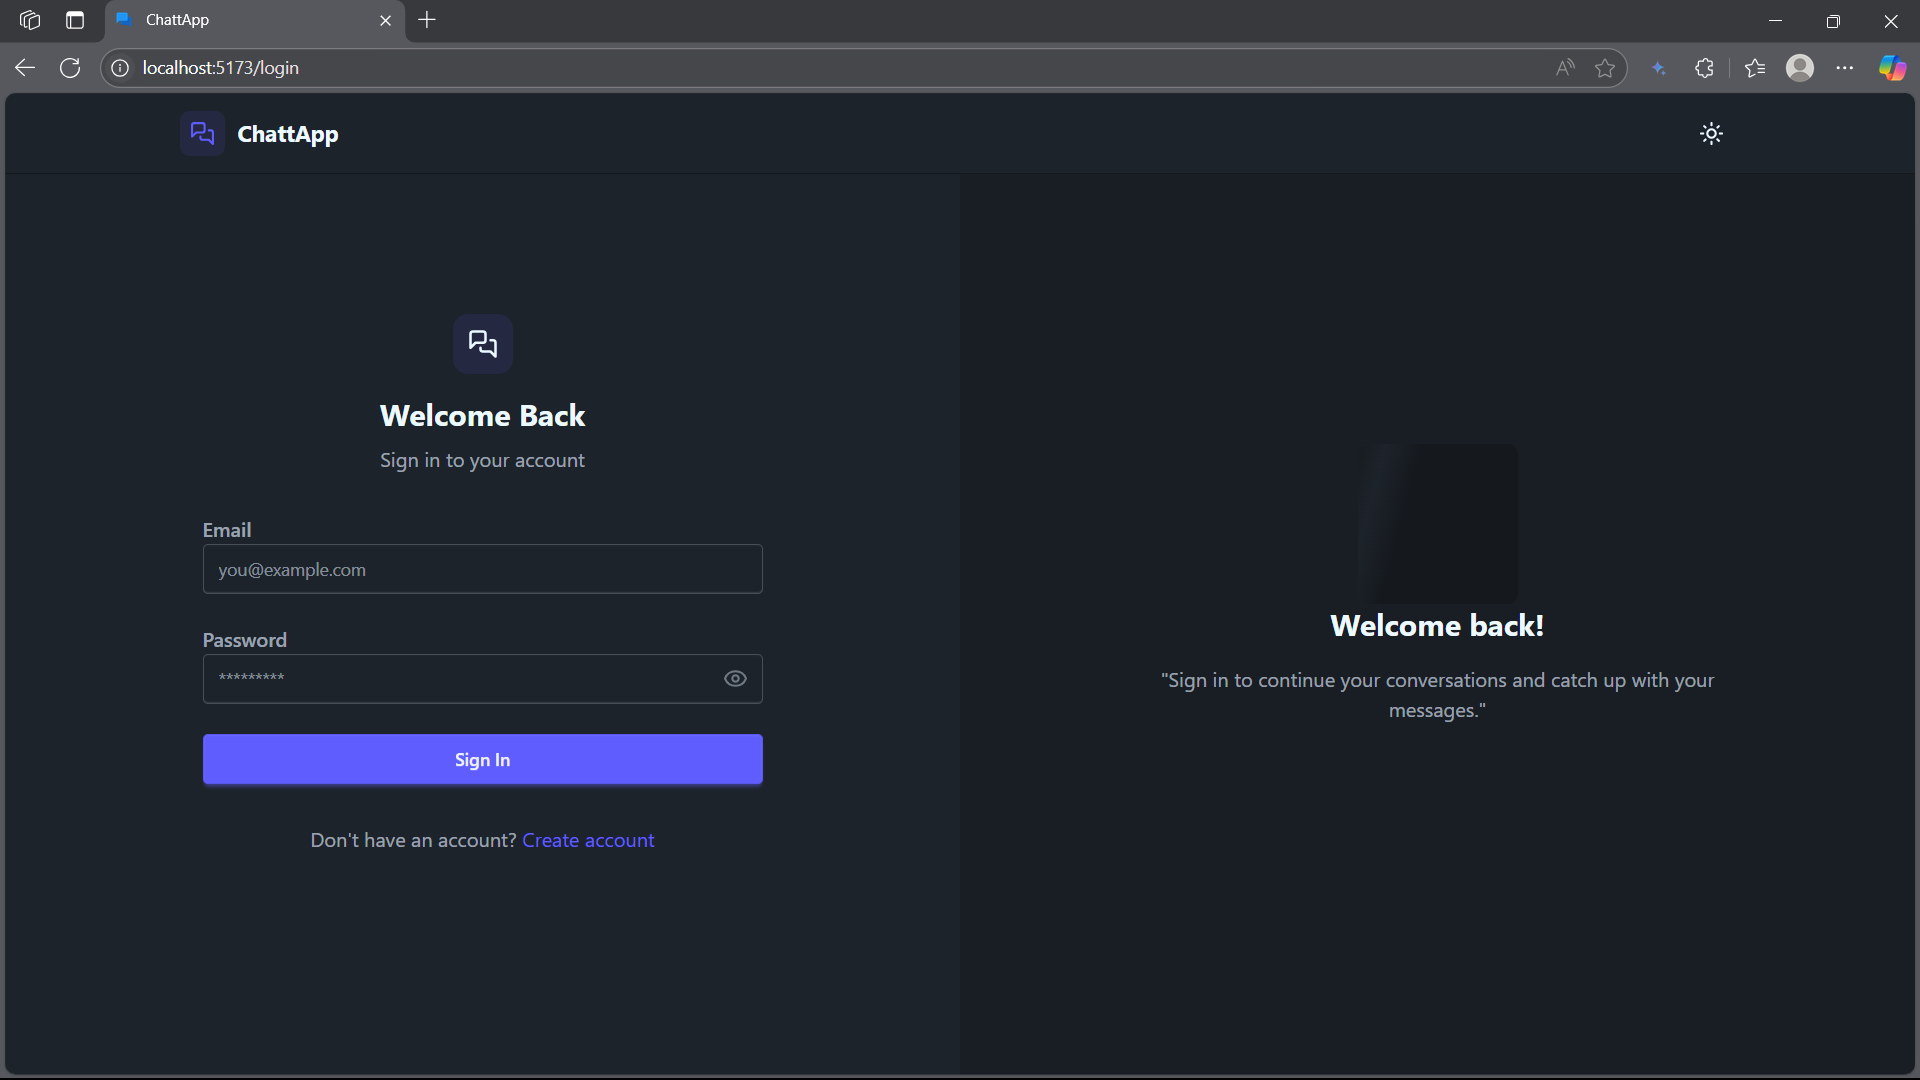 ChattApp
localhost:5173/login
ChattApp
Welcome Back
Sign in to your account
Email
you@example.com
Password
*********
Sign In
Don't have an account? Create account
Welcome back!
"Sign in to continue your conversations and catch up with your
messages."